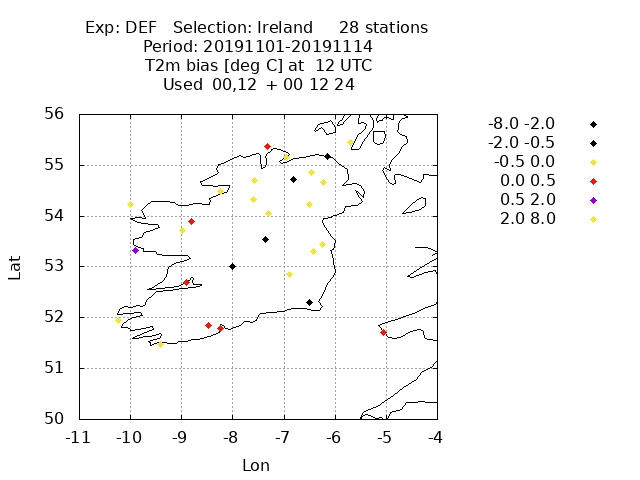 Exp: DEF Selection: Ireland 28 stations
Period: 20191101-20191114
T2m bias [deg C] at 12 UTC
Used 00,12 + 00 12 24
56
55
54
53
52
51
50
Lat
-11 -10 -9 -8 -7 -6 -5 -4
Lon
-8.0 -2.0
-2.0 -0.5
-0.5 0.0
0.0 0.5
0.5 2.0
2.0 8.0